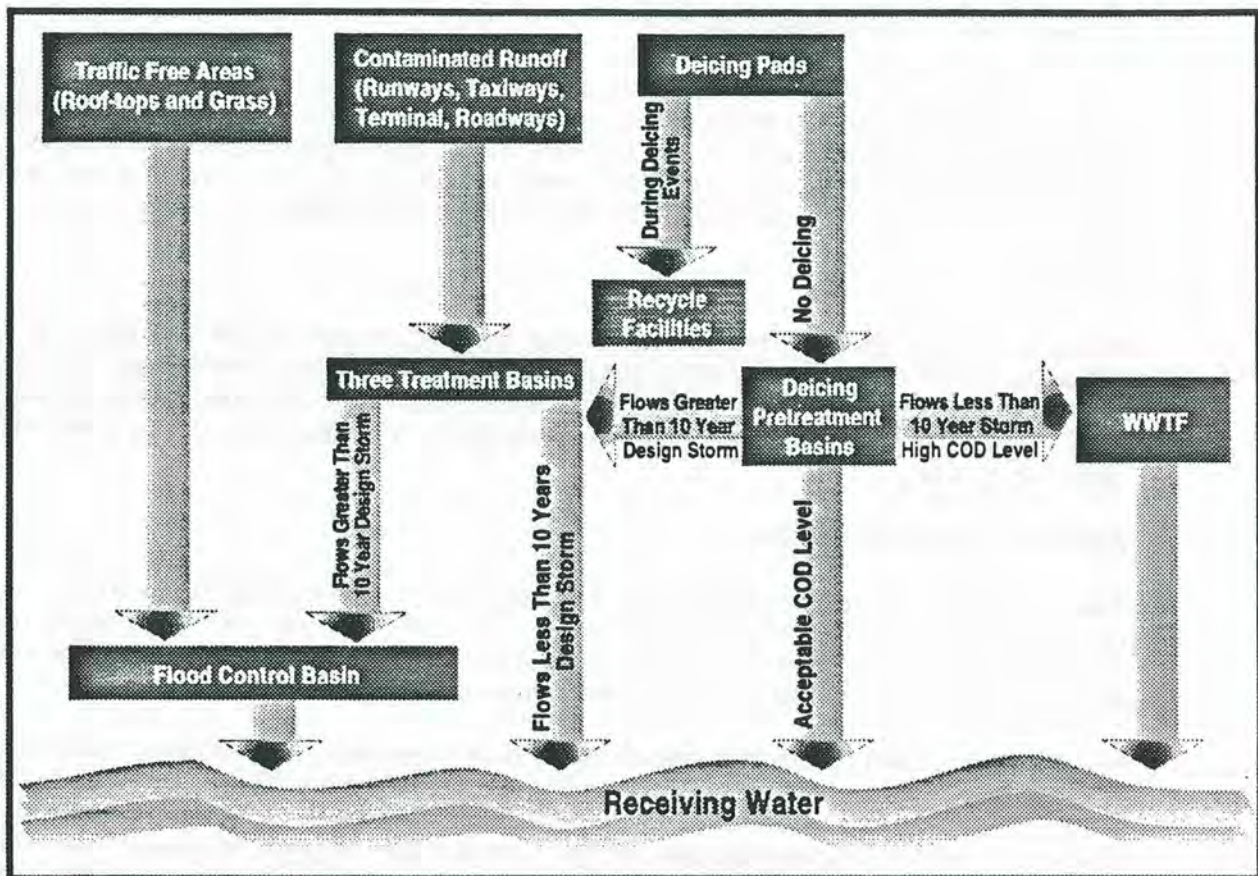 Traffic Free Areas
(Roof-tops and Grass)
Contaminated Runoff
(Runways, Taxiways,
Terminal, Roadways)
Deicing Pads
During Deicing
Events
No Deicing
Recycle
Facilities
Three Treatment Basins
Flows Greater
Than 10 Year
Design Storm
Deicing
Pretreatment
Basins
Flows Less Than
10 Year Storm
High COD Level
WWTF
Flows Greater Than
10 Year Design Storm
Flows Less Than 10 Years
Design Storm
Acceptable COD Level
Flood Control Basin
Receiving Water